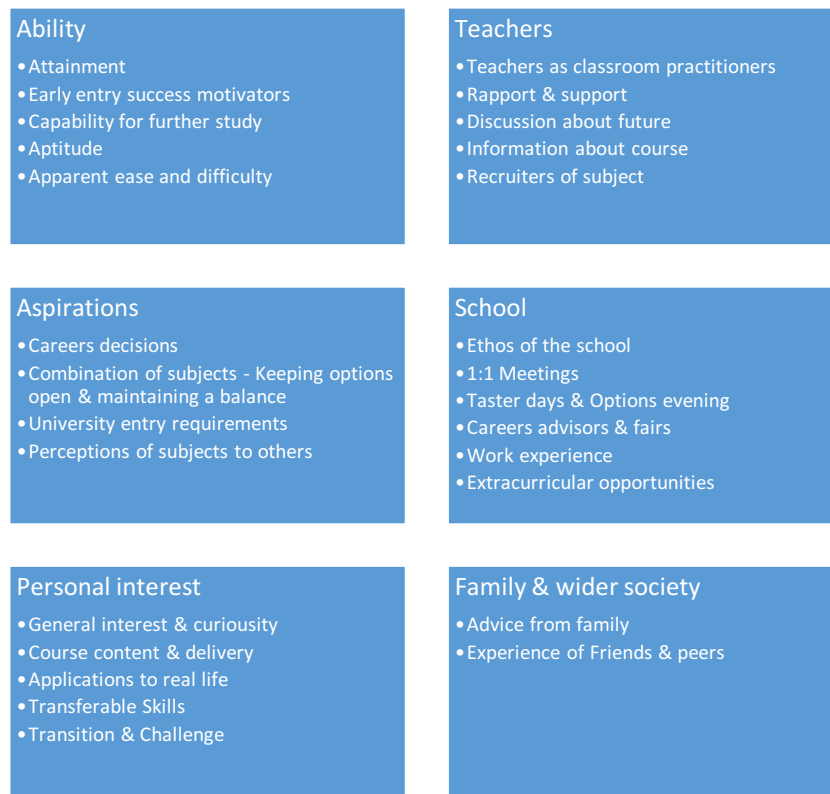 Ability
•Attainment
•Early entry success motivators
•Capability for further study
•Aptitude
•Apparent ease and difficulty
Teachers
•Teachers as classroom practitioners
•Rapport & support
•Discussion about future
•Information about course
•Recruiters of subject
Aspirations
•Careers decisions
•Combination of subjects - Keeping options
open & maintaining a balance
•University entry requirements
•Perceptions of subjects to others
School
•Ethos of the school
•1:1 Meetings
•Taster days & Options evening
•Careers advisors & fairs
•Work experience
•Extracurricular opportunities
Personal interest
•General interest & curiousity
•Course content & delivery
•Applications to real life
•Transferable Skills
•Transition & Challenge
Family & wider society
•Advice from family
•Experience of Friends & peers